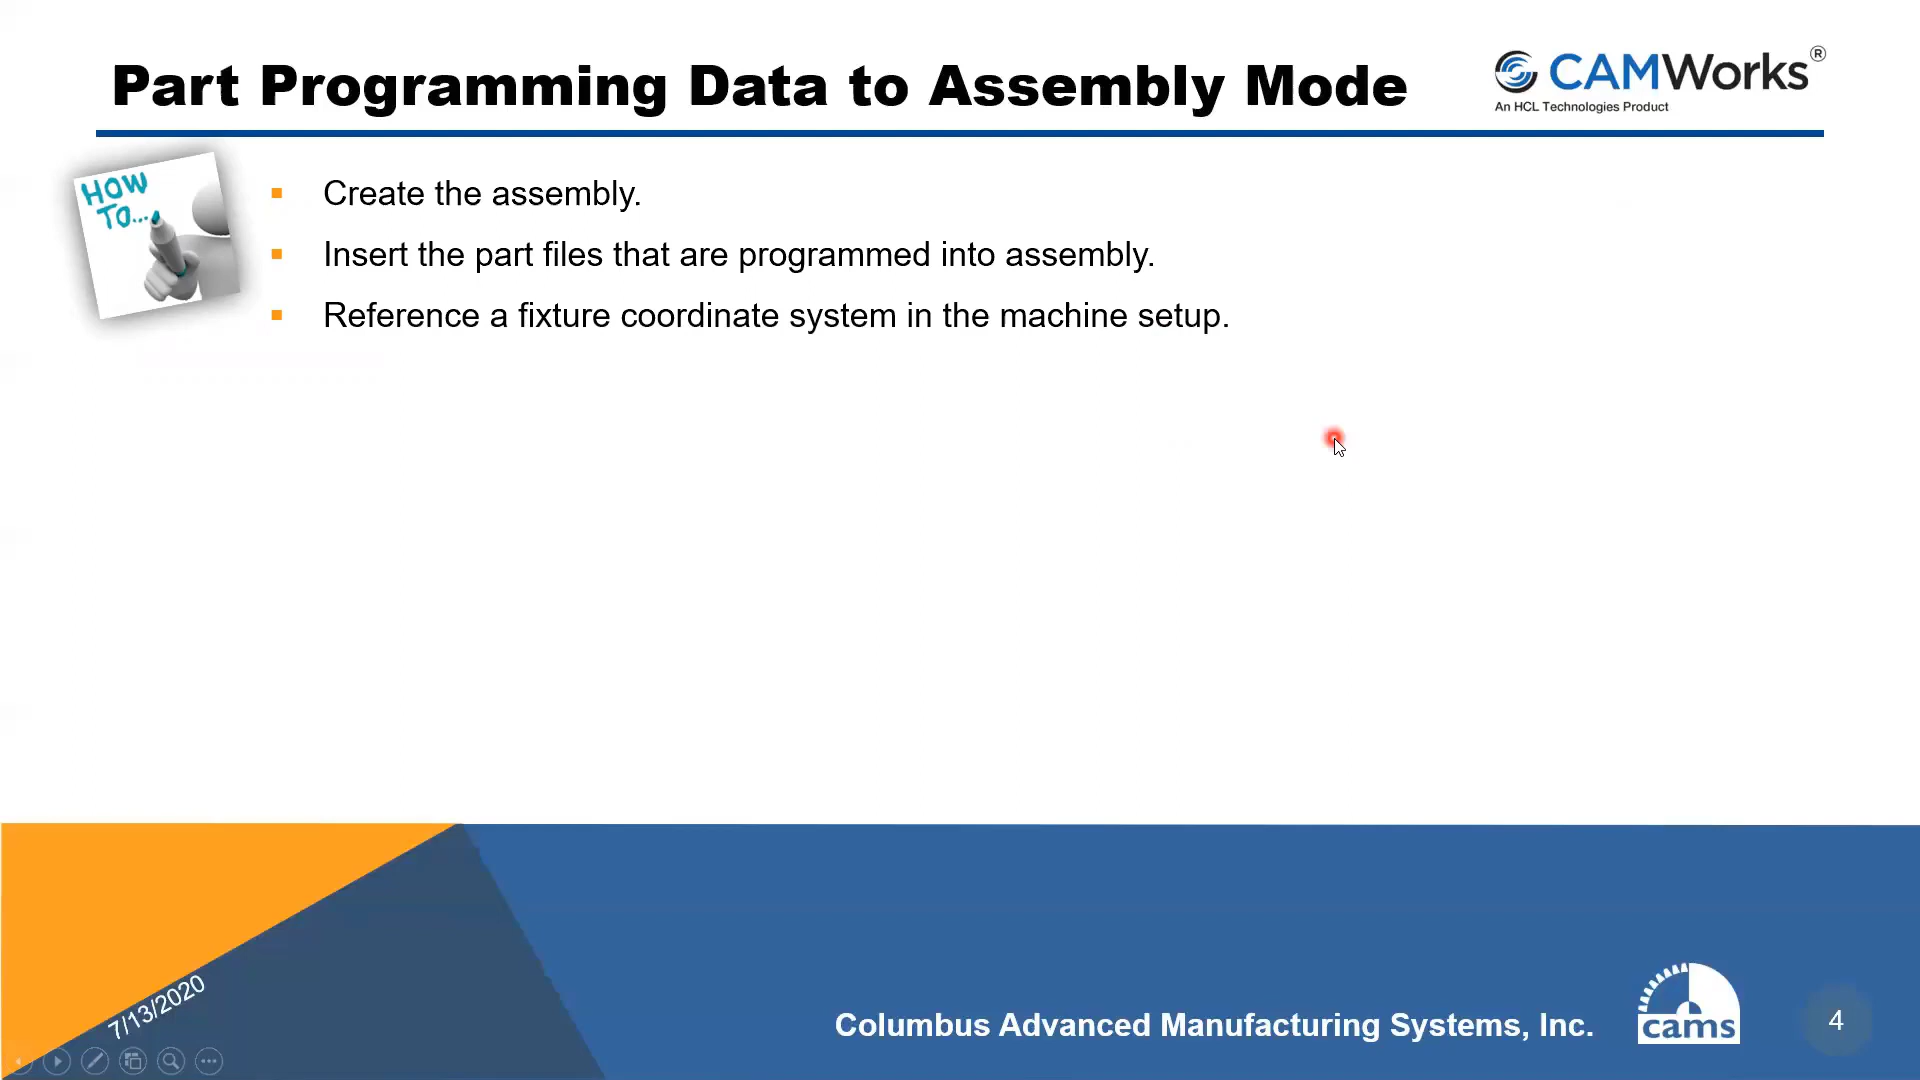 Part Programming Data to Assembly Mode
CAMWorks®
An HCL Technologies Product
HOW
TO...
Create the assembly.
Insert the part files that are programmed into assembly.
Reference a fixture coordinate system in the machine setup.
7/13/2020
Columbus Advanced Manufacturing Systems, Inc.
cams
4